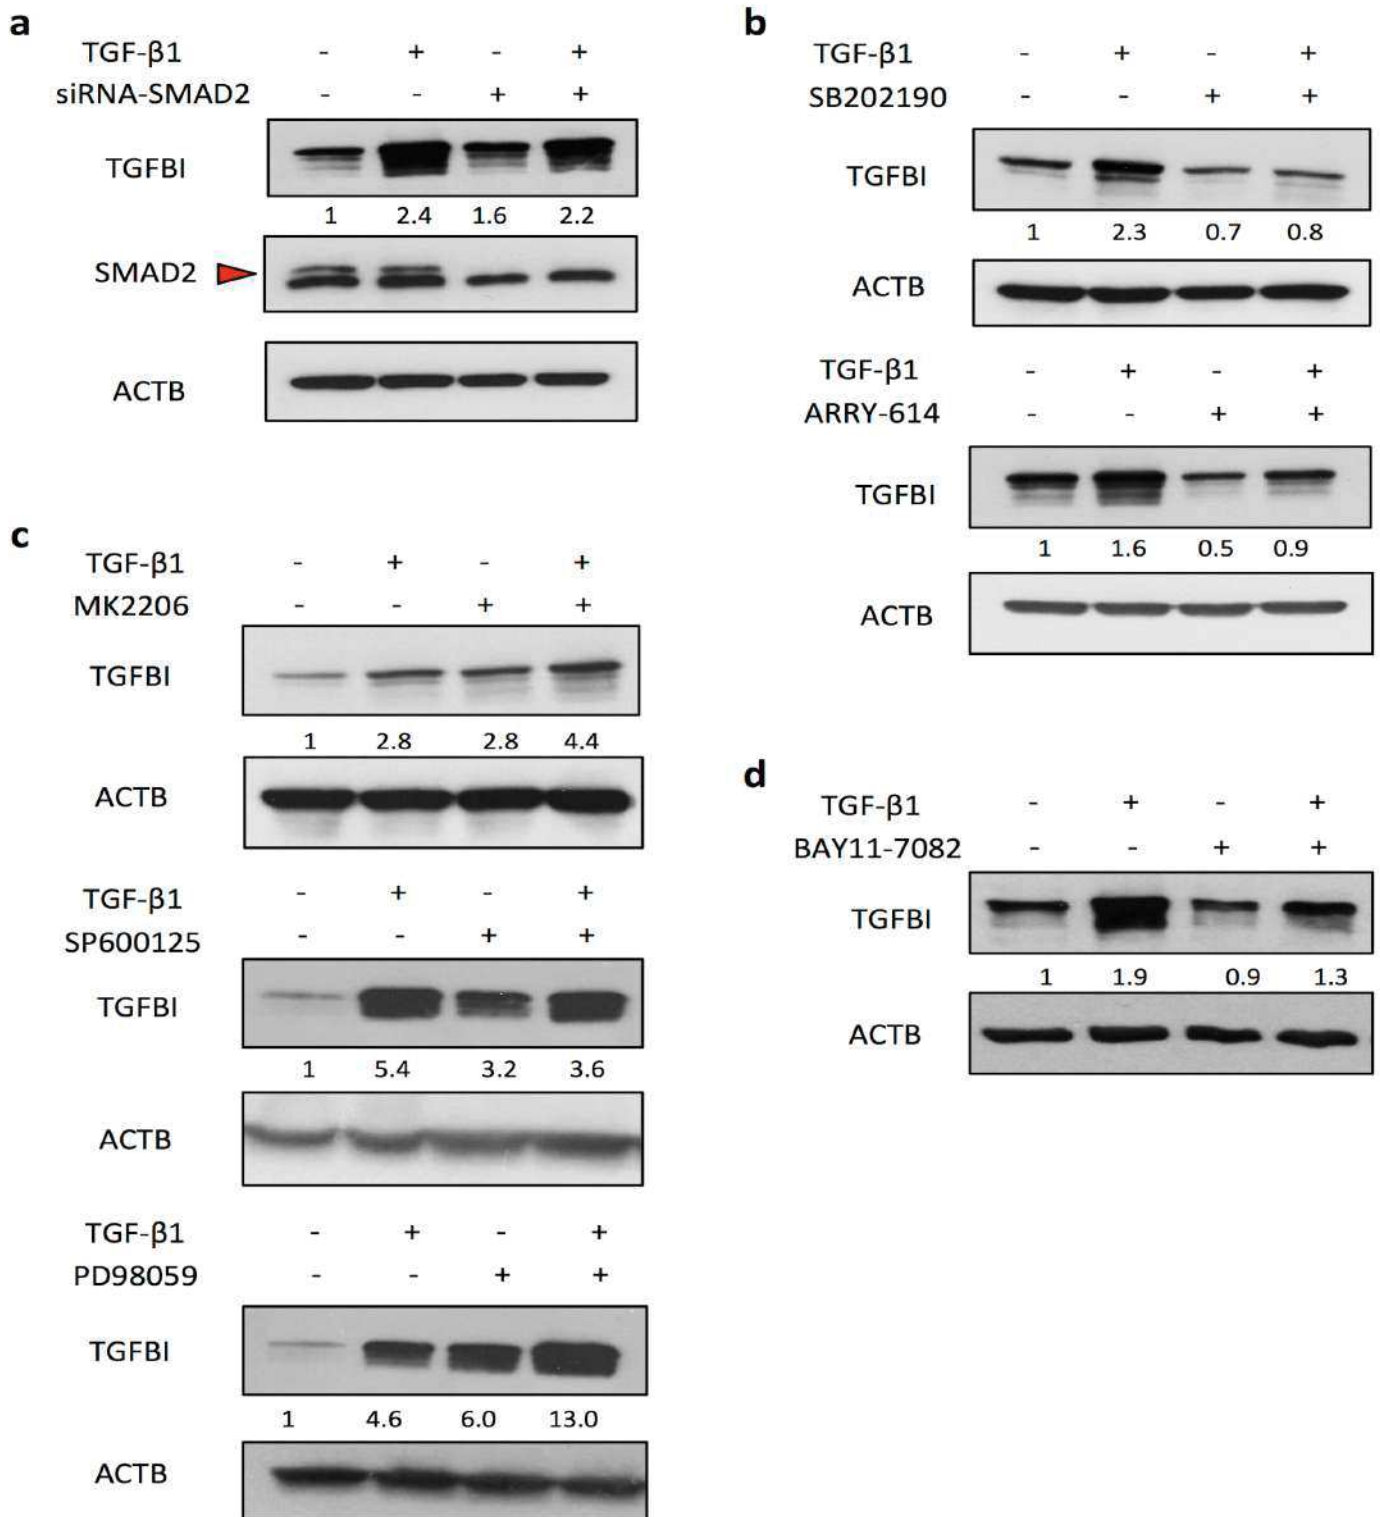 a
TGF-β1 - + - +
siRNA-SMAD2 - - + +
TGFBI
1 2.4 1.6 2.2
SMAD2
ACTB
b
TGF-β1 - + - +
SB202190 - - + +
TGFBI
1 2.3 0.7 0.8
ACTB
TGF-β1 - + - +
ARRY-614 - - + +
TGFBI
1 1.6 0.5 0.9
ACTB
c
TGF-β1 - + - +
MK2206 - - + +
TGFBI
1 2.8 2.8 4.4
ACTB
TGF-β1 - + - +
SP600125 - - + +
TGFBI
1 5.4 3.2 3.6
ACTB
TGF-β1 - + - +
PD98059 - - + +
TGFBI
1 4.6 6.0 13.0
ACTB
d
TGF-β1 - + - +
BAY11-7082 - - + +
TGFBI
1 1.9 0.9 1.3
ACTB